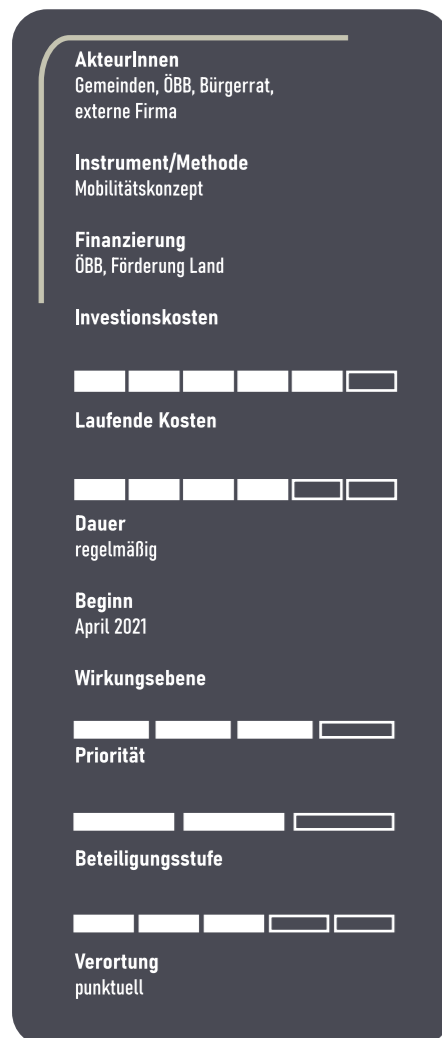 AkteurInnen
Gemeinden, ÖBB, Bürgerrat,
externe Firma
Instrument/Methode
Mobilitätskonzept
Finanzierung
ÖBB, Förderung Land
Investionskosten
Laufende Kosten
Dauer
regelmäßig
Beginn
April 2021
Wirkungsebene
Priorität
Beteiligungsstufe
Verortung
punktuell